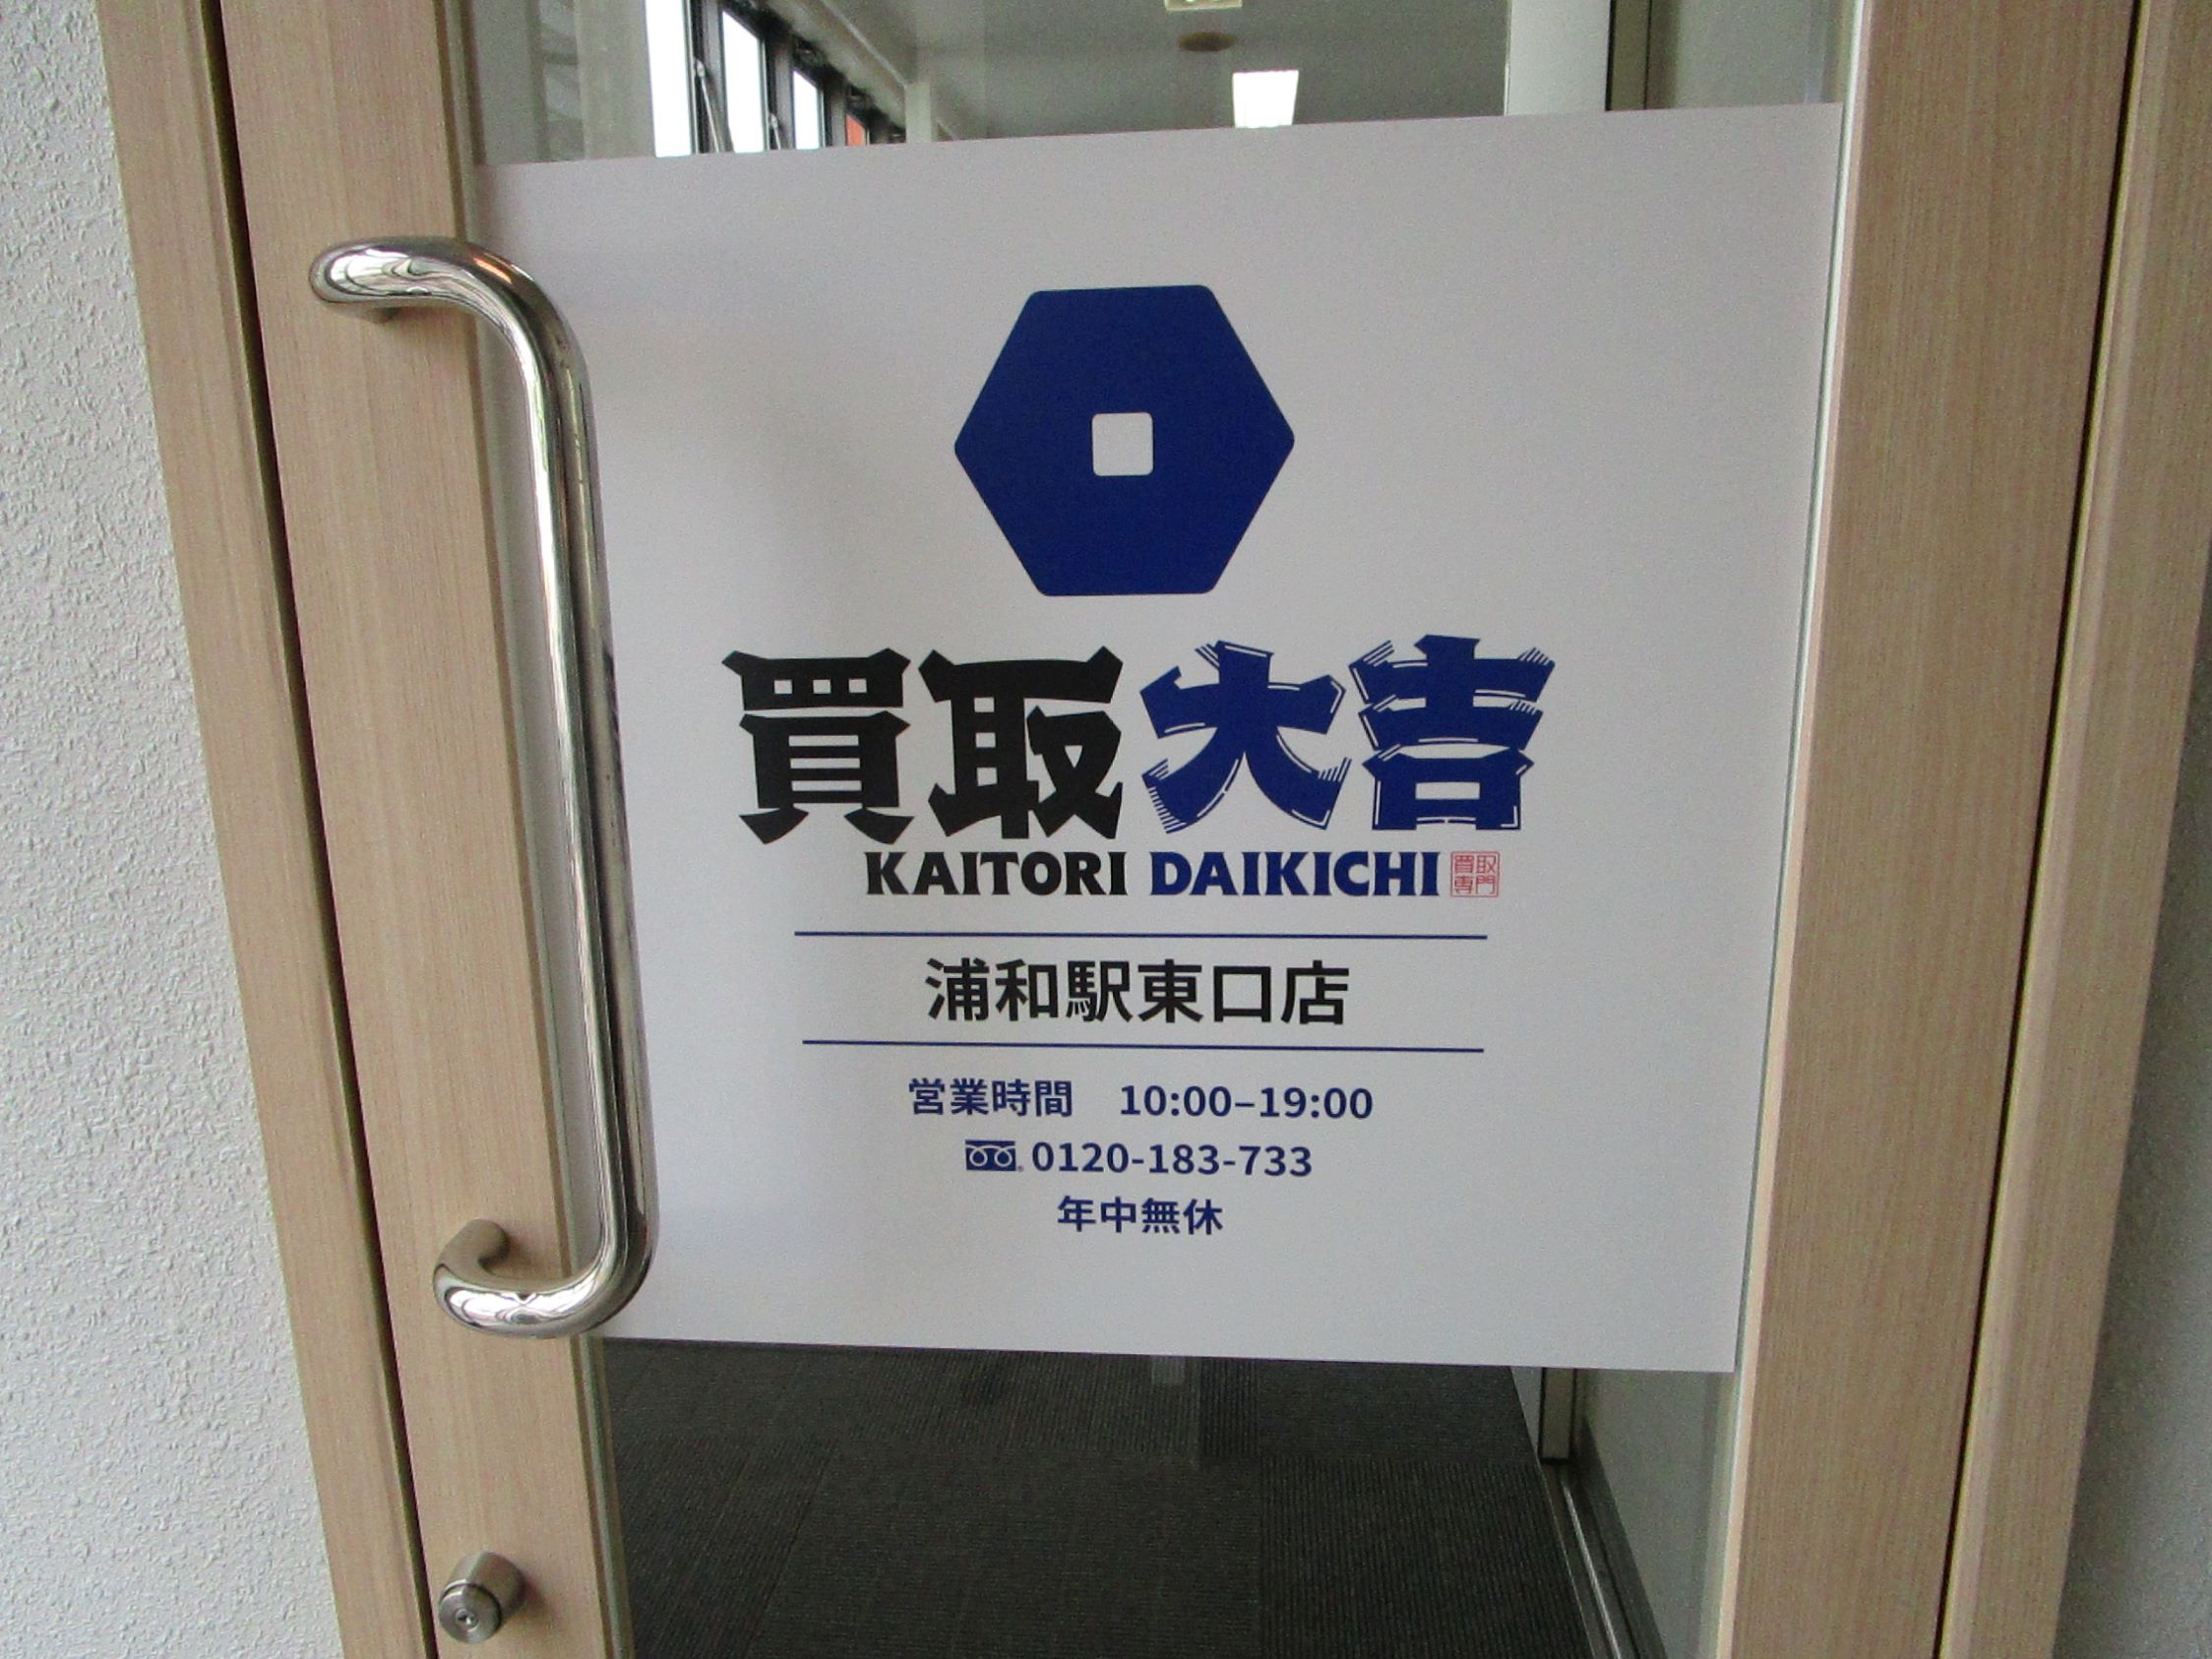 買取大吉
KAITORI DAIKICHI 買取専門
浦和駅東口店
営業時間 10:00–19:00
0120-183-733
年中無休